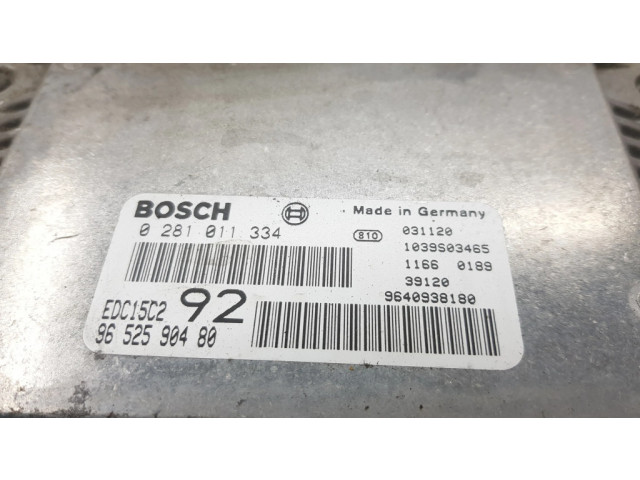 BOSCH Made in Germany
0 281 011 334 810 031120
1039S03465
1166 0189
39120
9640938180
EDC15C2 92
96 525 904 80